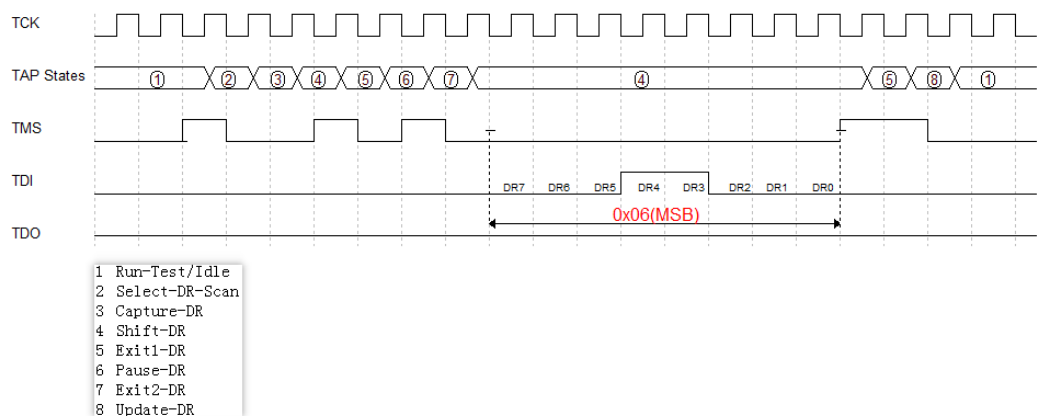 TCK
TAP States ① ② ③ ④ ⑤ ⑥ ⑦ ④ ⑤ ⑧ ①
TMS
TDI DR7 DR6 DR5 DR4 DR3 DR2 DR1 DR0
0x06(MSB)
TDO
1 Run-Test/Idle
2 Select-DR-Scan
3 Capture-DR
4 Shift-DR
5 Exit1-DR
6 Pause-DR
7 Exit2-DR
8 Update-DR